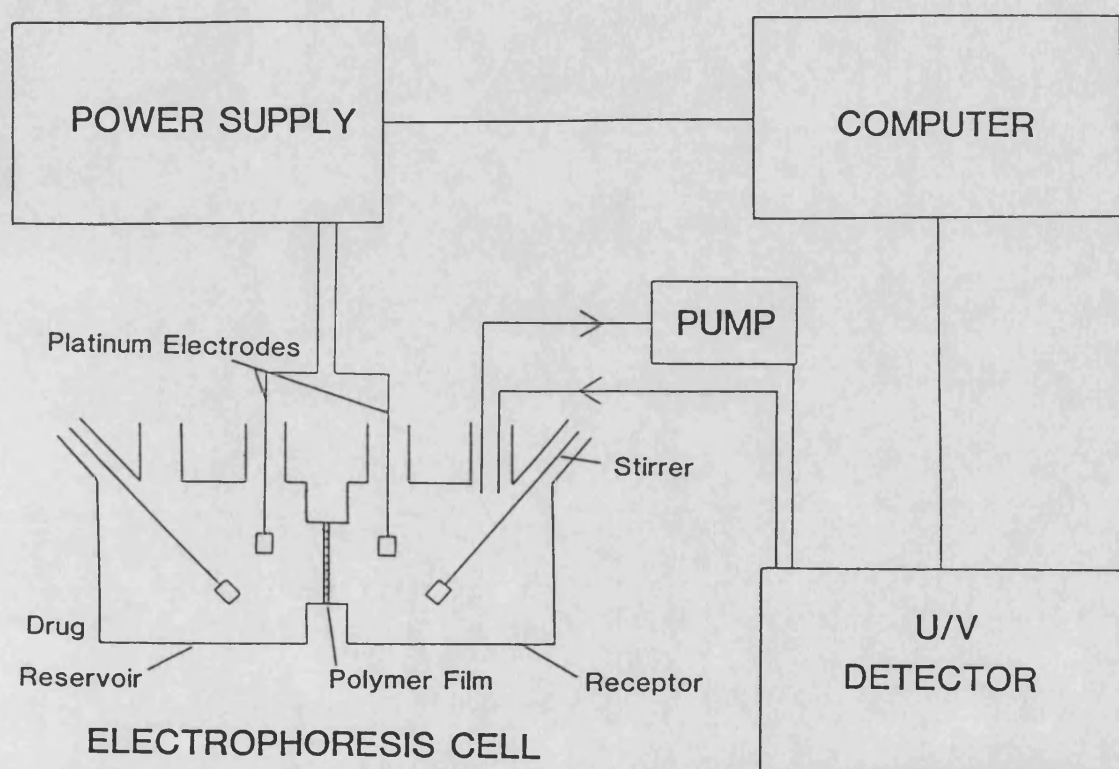 POWER SUPPLY
COMPUTER
PUMP
Platinum Electrodes
Stirrer
Drug
Reservoir
Polymer Film
Receptor
U/V
DETECTOR
ELECTROPHORESIS CELL